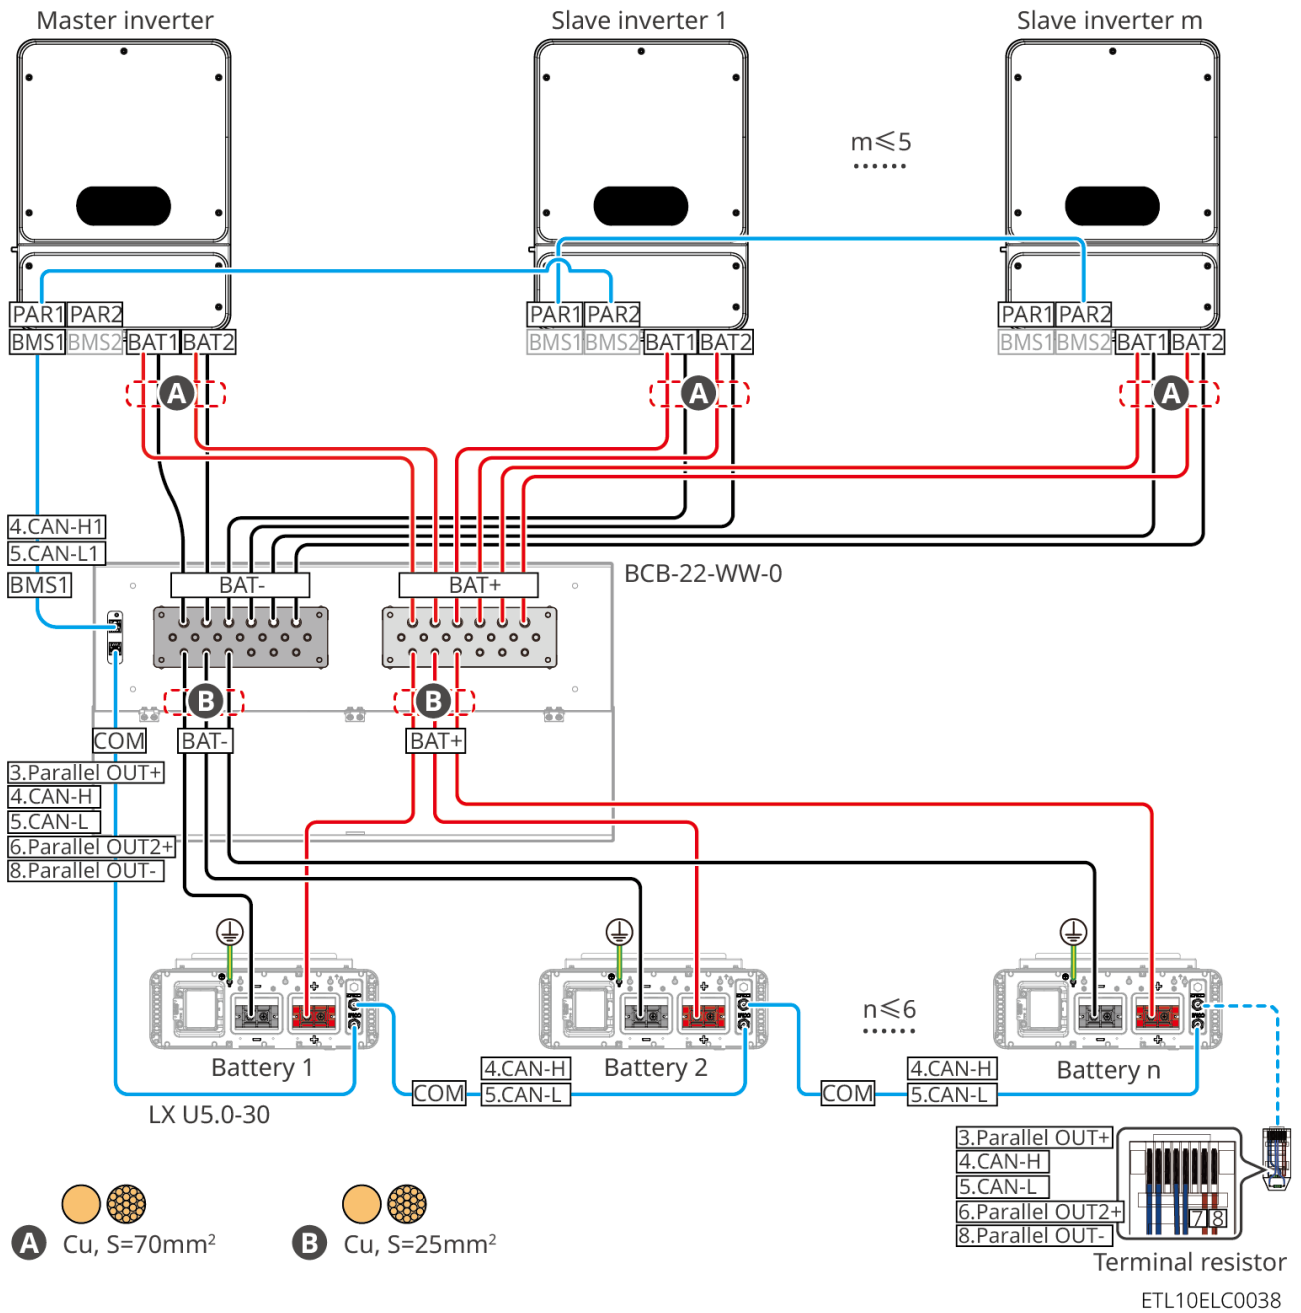 Master inverter
Slave inverter 1
Slave inverter m
m⩽5
PAR1 PAR2
PAR1 PAR2
PAR1 PAR2
BMS1 BMS2 BAT1 BAT2
BMS1 BMS2 BAT1 BAT2
BMS1 BMS2 BAT1 BAT2
A
A
A
4.CAN-H1
5.CAN-L1
BMS1
BAT-
BAT+
BCB-22-WW-0
B
B
COM
BAT-
BAT+
3.Parallel OUT+
4.CAN-H
5.CAN-L
6.Parallel OUT2+
8.Parallel OUT-
n⩽6
Battery 1
Battery 2
Battery n
COM
4.CAN-H
5.CAN-L
COM
4.CAN-H
5.CAN-L
LX U5.0-30
3.Parallel OUT+
4.CAN-H
5.CAN-L
6.Parallel OUT2+
8.Parallel OUT-
7 8
Terminal resistor
A Cu, S=70mm²
B Cu, S=25mm²
ETL10ELC0038